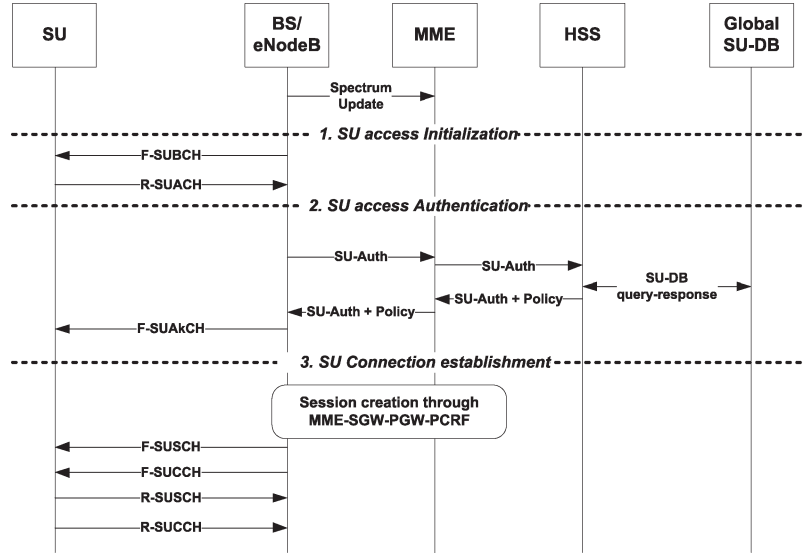 SU
BS/
eNodeB
MME
HSS
Global
SU-DB
Spectrum
Update
1. SU access Initialization
F-SUBCH
R-SUACH
2. SU access Authentication
SU-Auth
SU-Auth
SU-DB
query-response
SU-Auth + Policy
SU-Auth + Policy
F-SUAkCH
3. SU Connection establishment
Session creation through
MME-SGW-PGW-PCRF
F-SUSCH
F-SUCCH
R-SUSCH
R-SUCCH